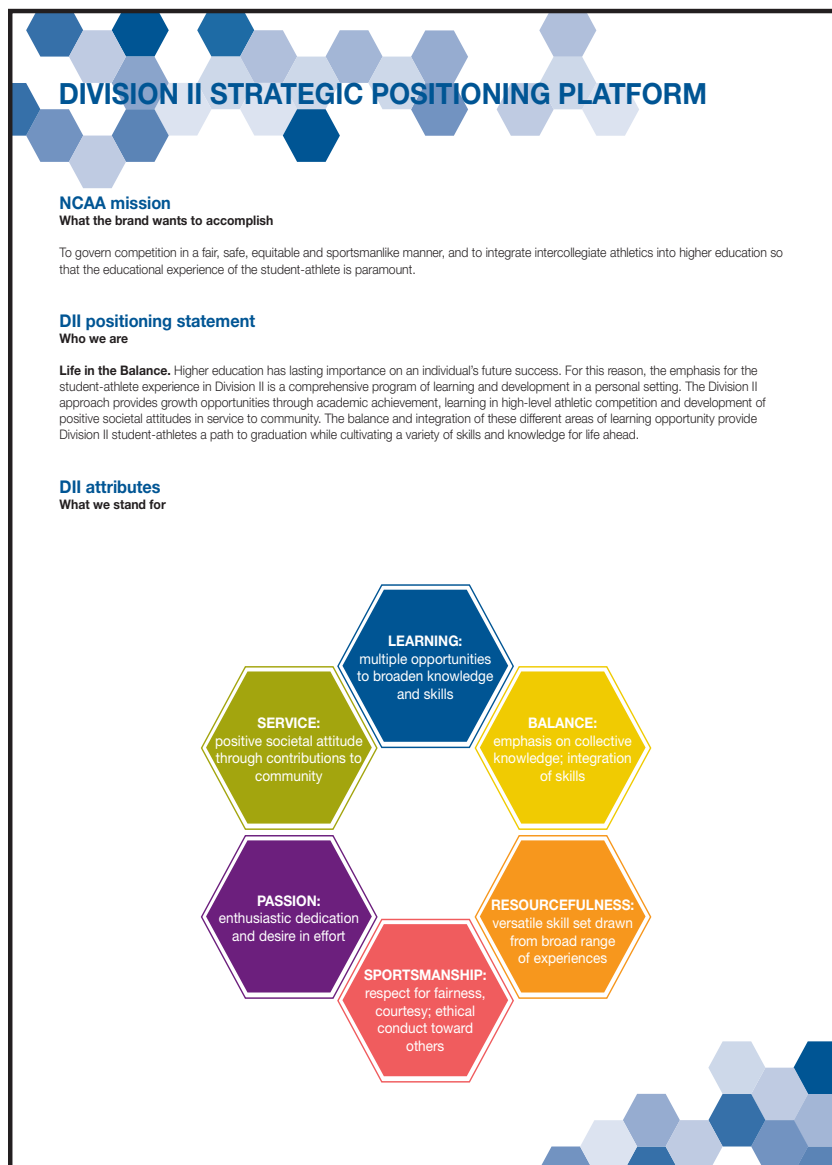 DIVISION II STRATEGIC POSITIONING PLATFORM
NCAA mission
What the brand wants to accomplish
To govern competition in a fair, safe, equitable and sportsmanlike manner, and to integrate intercollegiate athletics into higher education so
that the educational experience of the student-athlete is paramount.
DII positioning statement
Who we are
Life in the Balance. Higher education has lasting importance on an individual's future success. For this reason, the emphasis for the
student-athlete experience in Division II is a comprehensive program of learning and development in a personal setting. The Division II
approach provides growth opportunities through academic achievement, learning in high-level athletic competition and development of
positive societal attitudes in service to community. The balance and integration of these different areas of learning opportunity provide
Division II student-athletes a path to graduation while cultivating a variety of skills and knowledge for life ahead.
DII attributes
What we stand for
LEARNING:
multiple opportunities
to broaden knowledge
and skills
SERVICE:
positive societal attitude
through contributions to
community
BALANCE:
emphasis on collective
knowledge; integration
of skills
PASSION:
enthusiastic dedication
and desire in effort
RESOURCEFULNESS:
versatile skill set drawn
from broad range
of experiences
SPORTSMANSHIP:
respect for fairness,
courtesy; ethical
conduct toward
others